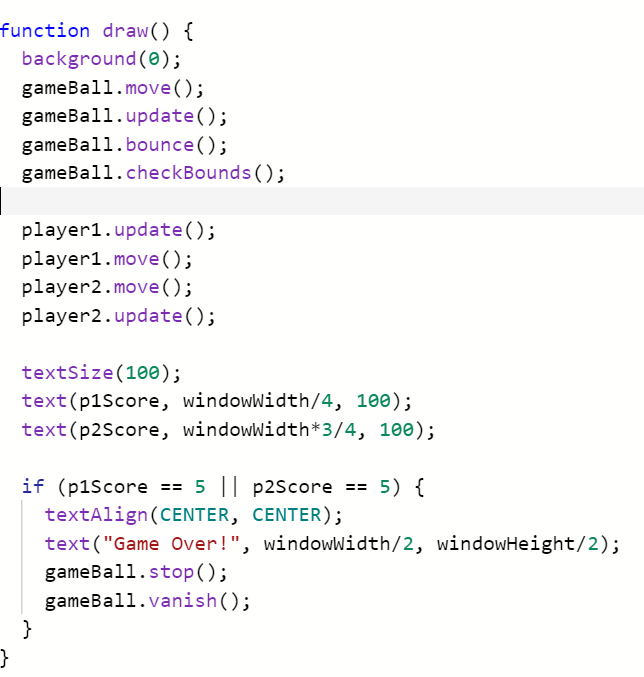 function draw() {
  background(0);
  gameBall.move();
  gameBall.update();
  gameBall.bounce();
  gameBall.checkBounds();

  player1.update();
  player1.move();
  player2.move();
  player2.update();

  textSize(100);
  text(p1Score, windowWidth/4, 100);
  text(p2Score, windowWidth*3/4, 100);

  if (p1Score == 5 || p2Score == 5) {
    textAlign(CENTER, CENTER);
    text("Game Over!", windowWidth/2, windowHeight/2);
    gameBall.stop();
    gameBall.vanish();
  }
}